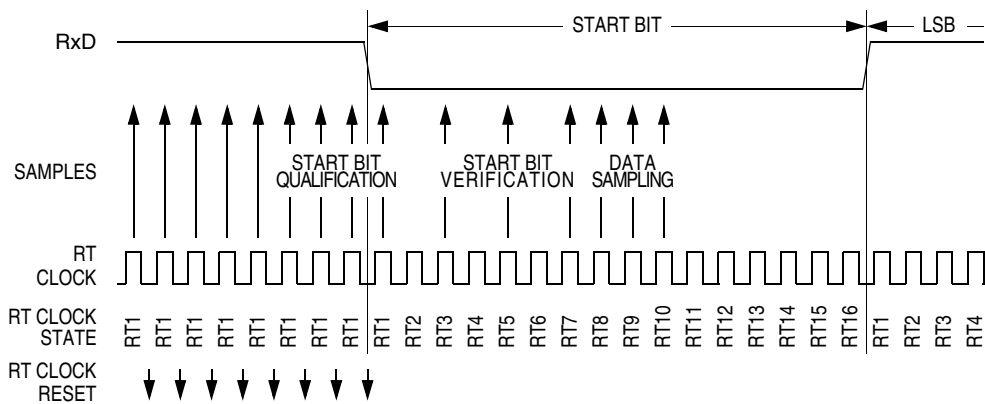 START BIT
LSB
RxD
SAMPLES
START BIT
QUALIFICATION
START BIT
VERIFICATION
DATA
SAMPLING
RT
CLOCK
RT CLOCK
STATE
RT1 RT1 RT1 RT1 RT1 RT1 RT1 RT1 RT1 RT2 RT3 RT4 RT5 RT6 RT7 RT8 RT9 RT10 RT11 RT12 RT13 RT14 RT15 RT16 RT1 RT2 RT3 RT4
RT CLOCK
RESET